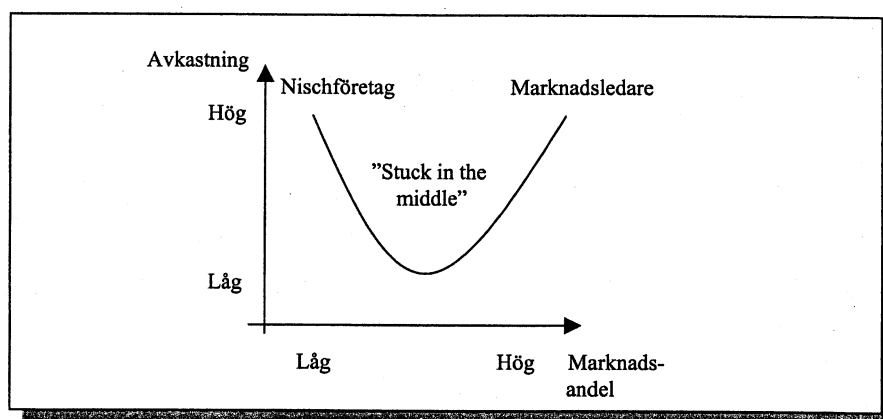 Avkastning
Nischföretag
Marknadsledare
Hög
”Stuck in the
middle”
Låg
Låg
Hög
Marknads-
andel